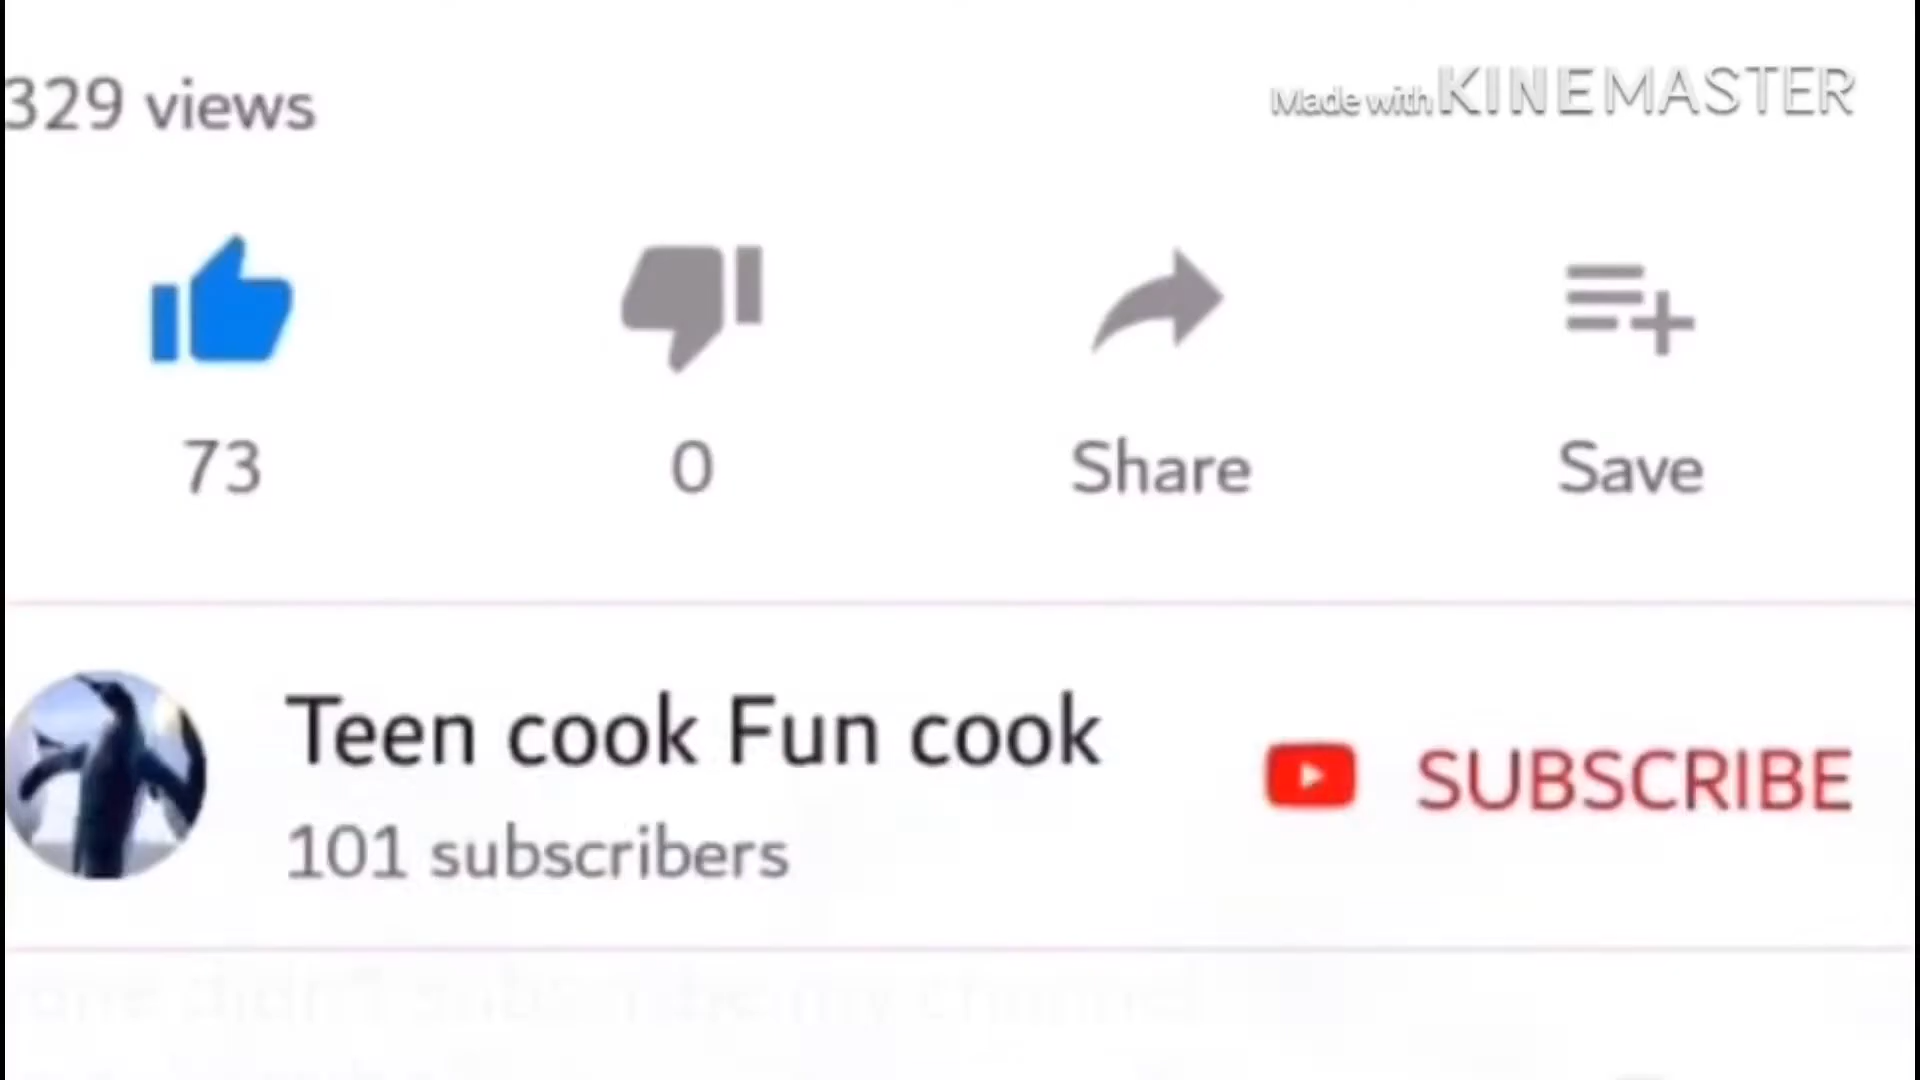 329 views
Made with KINEMASTER
73
0
Share
Save
Teen cook Fun cook
SUBSCRIBE
101 subscribers